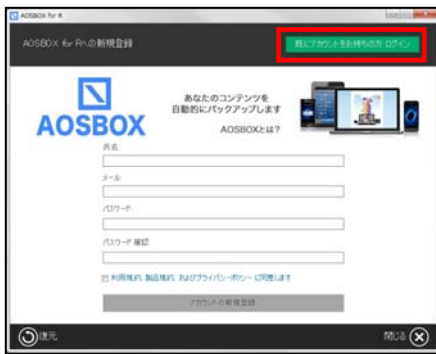 AOSBOX for R
AOSBOX for Rへの新規登録
既にアカウントをお持ちの方 ログイン
あなたのコンテンツを
自動的にバックアップします
AOSBOX
AOSBOXとは?
氏名
メール
パスワード
パスワード 確認
利用規約, 製品規約, およびプライバシーポリシー に同意します
アカウントの新規登録
復元
閉じる